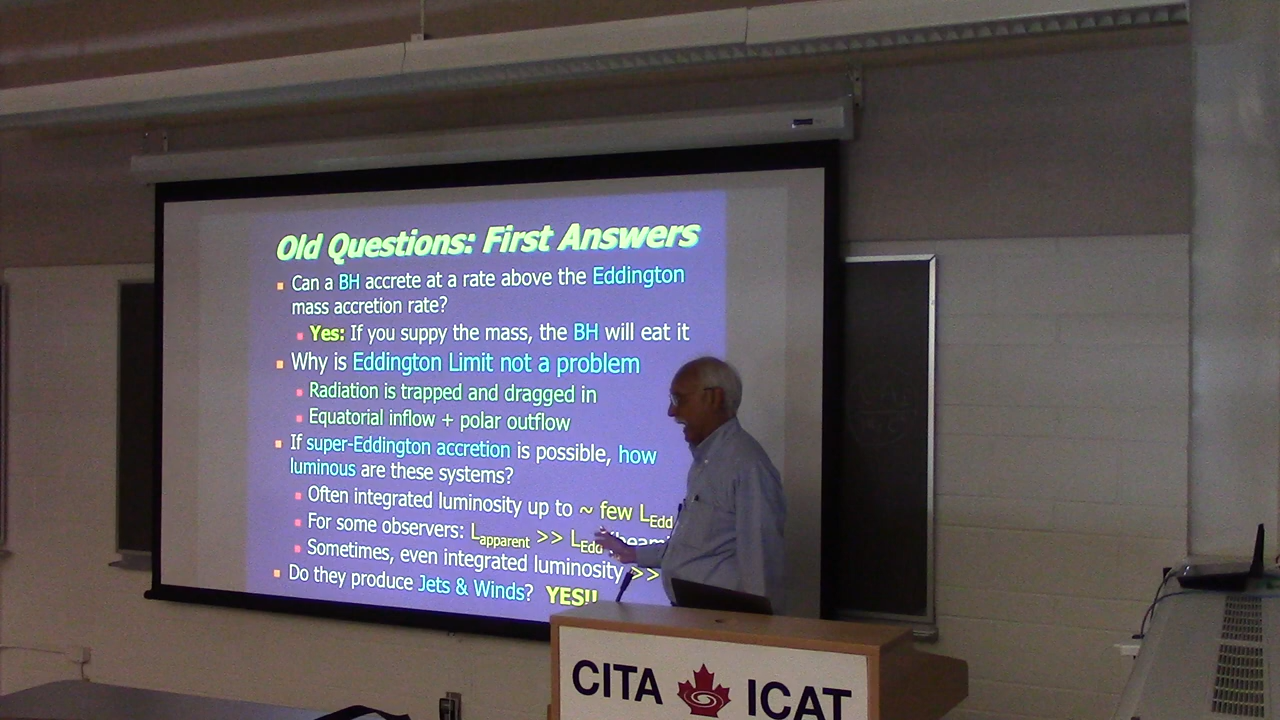 Old Questions: First Answers
Can a BH accrete at a rate above the Eddington
mass accretion rate?
Yes: If you suppy the mass, the BH will eat it
Why is Eddington Limit not a problem
Radiation is trapped and dragged in
Equatorial inflow + polar outflow
If super-Eddington accretion is possible, how
luminous are these systems?
Often integrated luminosity up to ~ few LEdd
For some observers: Lapparent >> LEdd
Sometimes, even integrated luminosity >>
Do they produce Jets & Winds? YES!!
CITA ICAT